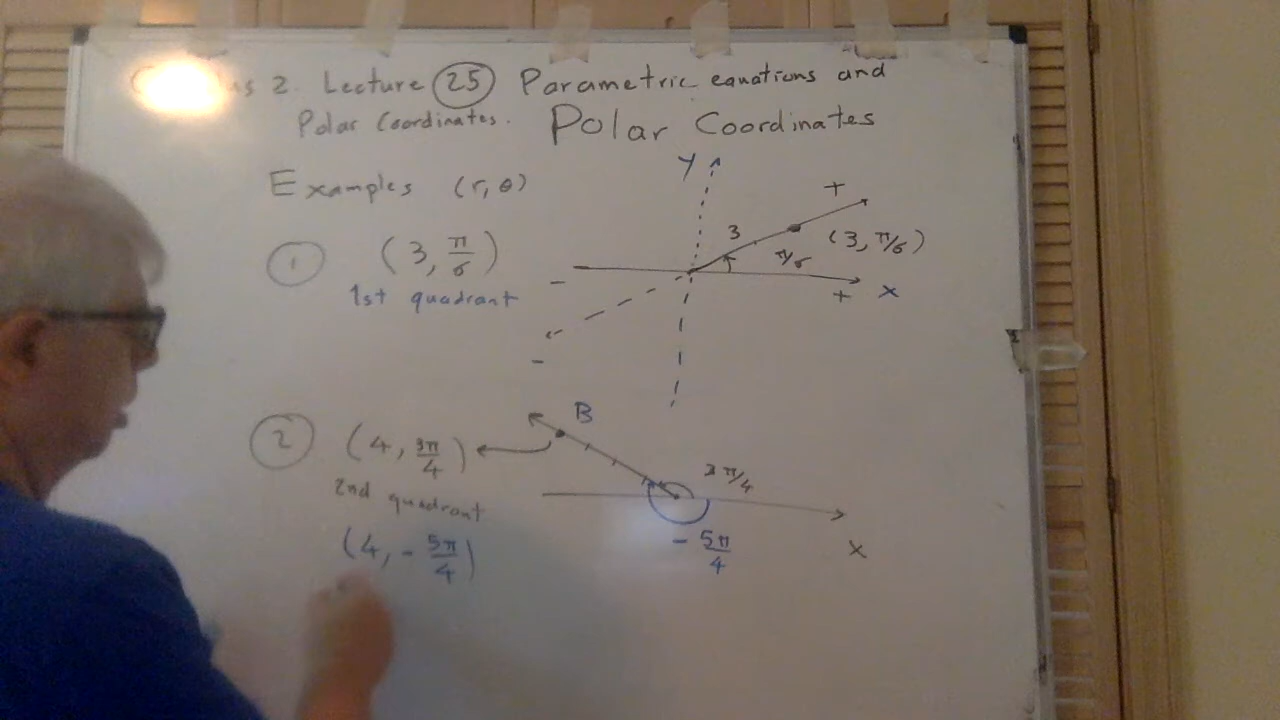 2. Lecture 25 Parametric equations and
Polar Coordinates. Polar Coordinates
Examples (r, θ)
1 (3, π/6)
1st quadrant
y
+
3
π/6
(3, π/6)
-
+ x
-
2 (4, 3π/4)
2nd quadrant
(4, - 5π/4)
B
3π/4
- 5π/4
x